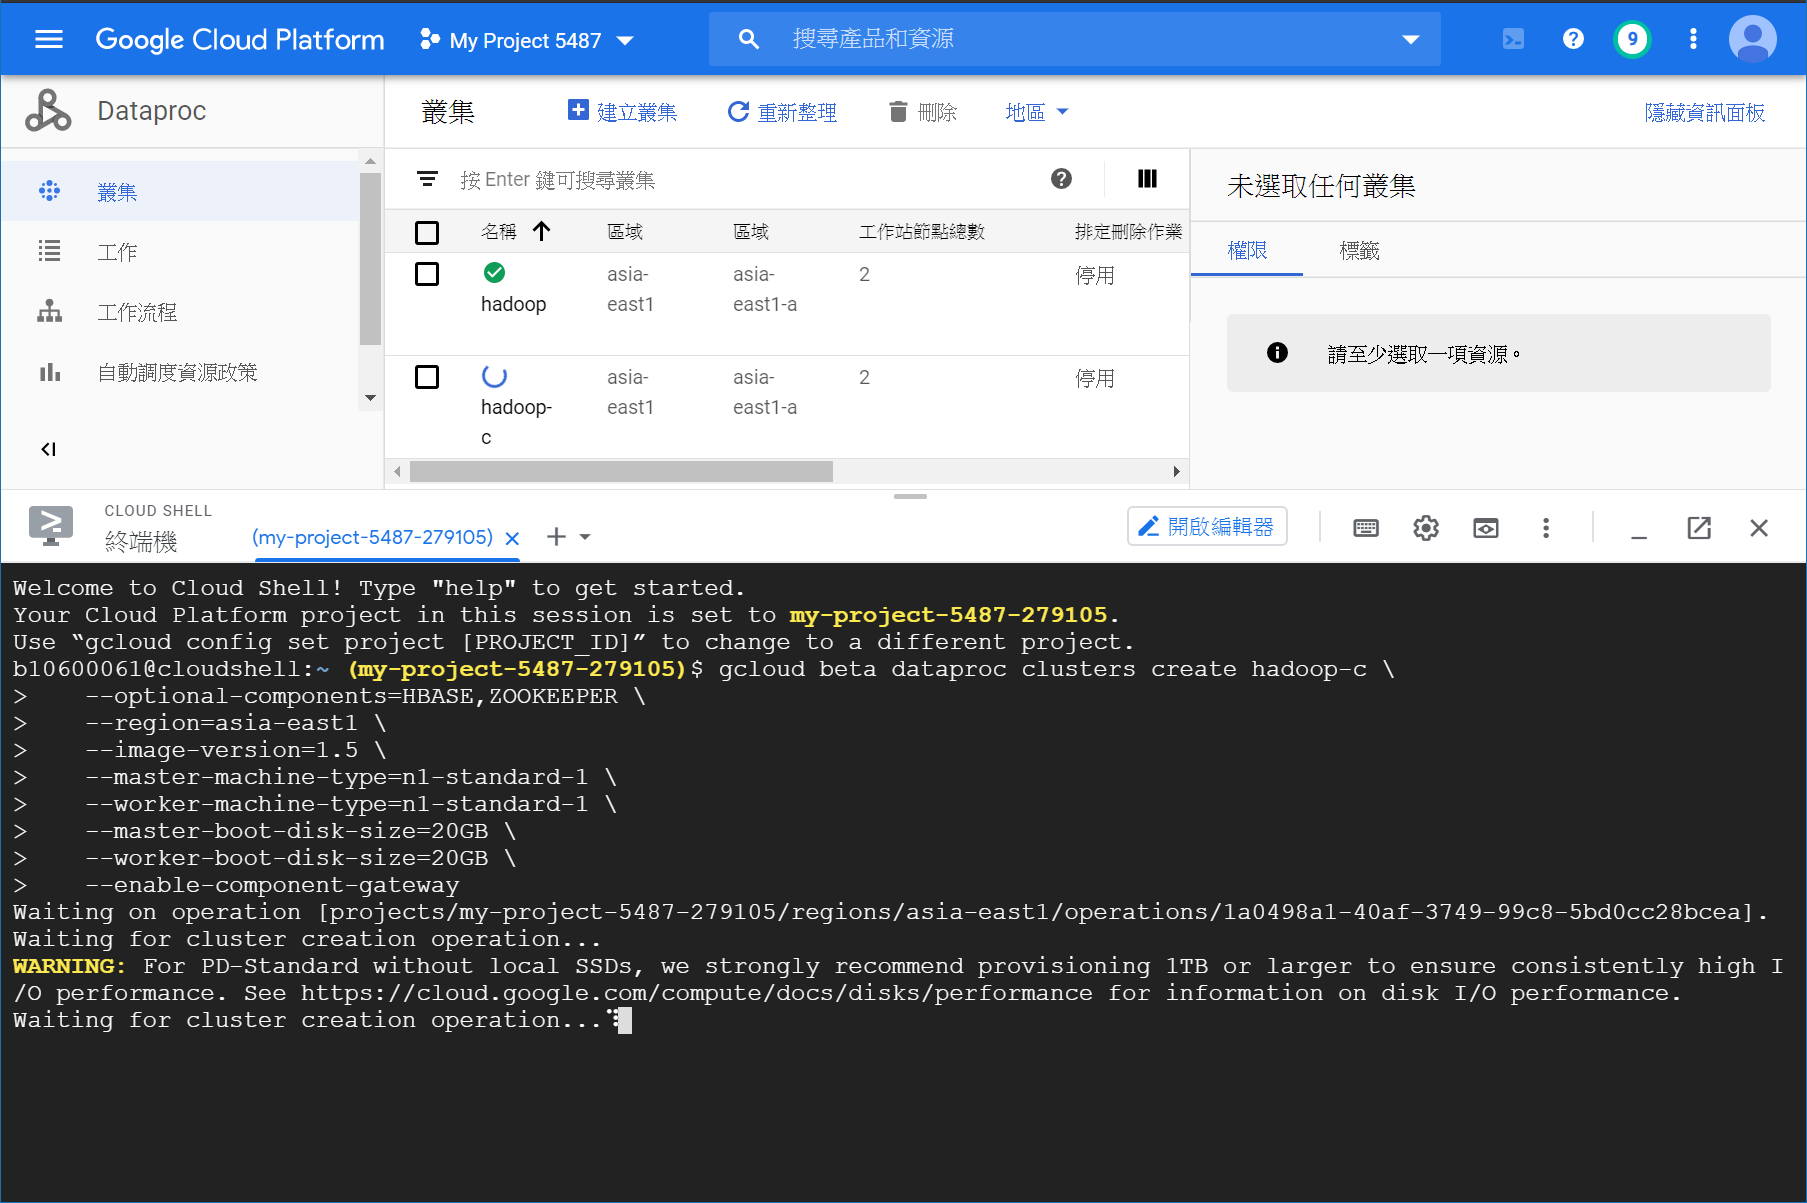 Google Cloud Platform
My Project 5487
搜尋產品和資源
9
Dataproc
叢集
建立叢集
重新整理
刪除
地區
隱藏資訊面板
叢集
工作
工作流程
自動調度資源政策
按 Enter 鍵可搜尋叢集
名稱 區域 區域 工作站節點總數 排定刪除作業
hadoop
asia-
east1
asia-
east1-a
2
停用
hadoop-
c
asia-
east1
asia-
east1-a
2
停用
未選取任何叢集
權限 標籤
請至少選取一項資源。
CLOUD SHELL
終端機
(my-project-5487-279105)
開啟編輯器
Welcome to Cloud Shell! Type "help" to get started.
Your Cloud Platform project in this session is set to my-project-5487-279105.
Use “gcloud config set project [PROJECT_ID]” to change to a different project.
b10600061@cloudshell:~ (my-project-5487-279105)$ gcloud beta dataproc clusters create hadoop-c \
>    --optional-components=HBASE,ZOOKEEPER \
>    --region=asia-east1 \
>    --image-version=1.5 \
>    --master-machine-type=n1-standard-1 \
>    --worker-machine-type=n1-standard-1 \
>    --master-boot-disk-size=20GB \
>    --worker-boot-disk-size=20GB \
>    --enable-component-gateway
Waiting on operation [projects/my-project-5487-279105/regions/asia-east1/operations/1a0498a1-40af-3749-99c8-5bd0cc28bcea].
Waiting for cluster creation operation...
WARNING: For PD-Standard without local SSDs, we strongly recommend provisioning 1TB or larger to ensure consistently high I
/O performance. See https://cloud.google.com/compute/docs/disks/performance for information on disk I/O performance.
Waiting for cluster creation operation...